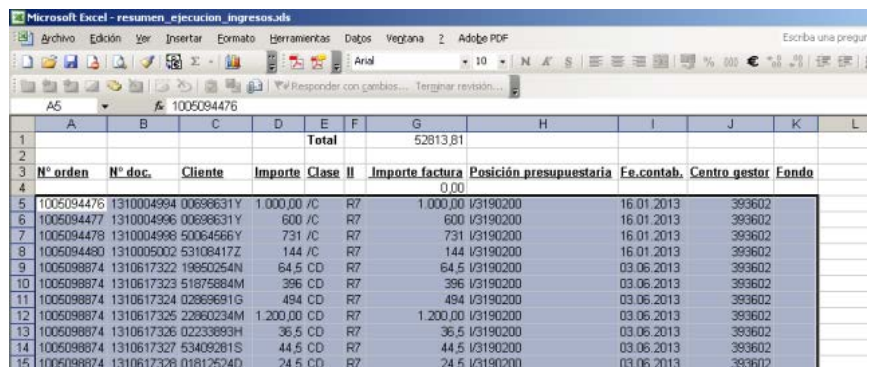 Microsoft Excel - resumen_ejecucion_ingresos.xls
Archivo Edición Ver Insertar Formato Herramientas Datos Ventana ? Adobe PDF Escriba una pregun
Arial 10 N K S % 000 €
Responder con cambios... Terminar revisión...
A5 fx 1005094476
A B C D E F G H I J K L
1 Total 52813,81
2
3 Nº orden Nº doc. Cliente Importe Clase II Importe factura Posición presupuestaria Fe.contab. Centro gestor Fondo
4 0,00
5 1005094476 1310004994 00698631Y 1.000,00 /C R7 1.000,00 I/3190200 16.01.2013 393602
6 1005094477 1310004996 00698631Y 600 /C R7 600 I/3190200 16.01.2013 393602
7 1005094478 1310004998 50064566Y 731 /C R7 731 I/3190200 16.01.2013 393602
8 1005094480 1310005002 53108417Z 144 /C R7 144 I/3190200 16.01.2013 393602
9 1005098874 1310617322 19850254N 64,5 CD R7 64,5 I/3190200 03.06.2013 393602
10 1005098874 1310617323 51875884M 396 CD R7 396 I/3190200 03.06.2013 393602
11 1005098874 1310617324 02869691G 494 CD R7 494 I/3190200 03.06.2013 393602
12 1005098874 1310617325 22860234M 1.200,00 CD R7 1.200,00 I/3190200 03.06.2013 393602
13 1005098874 1310617326 02233893H 36,5 CD R7 36,5 I/3190200 03.06.2013 393602
14 1005098874 1310617327 53409281S 44,5 CD R7 44,5 I/3190200 03.06.2013 393602
15 1005098874 1310617328 01812524D 24,5 CD R7 24,5 I/3190200 03.06.2013 393602